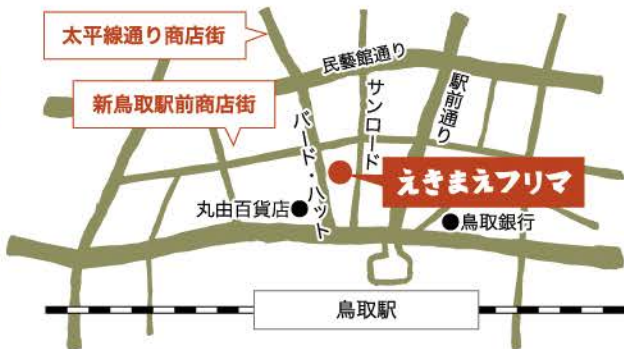 太平線通り商店街
民藝館通り
新鳥取駅前商店街
バード・ハット
サンロード
駅前通り
えきまえフリマ
丸由百貨店
鳥取銀行
鳥取駅